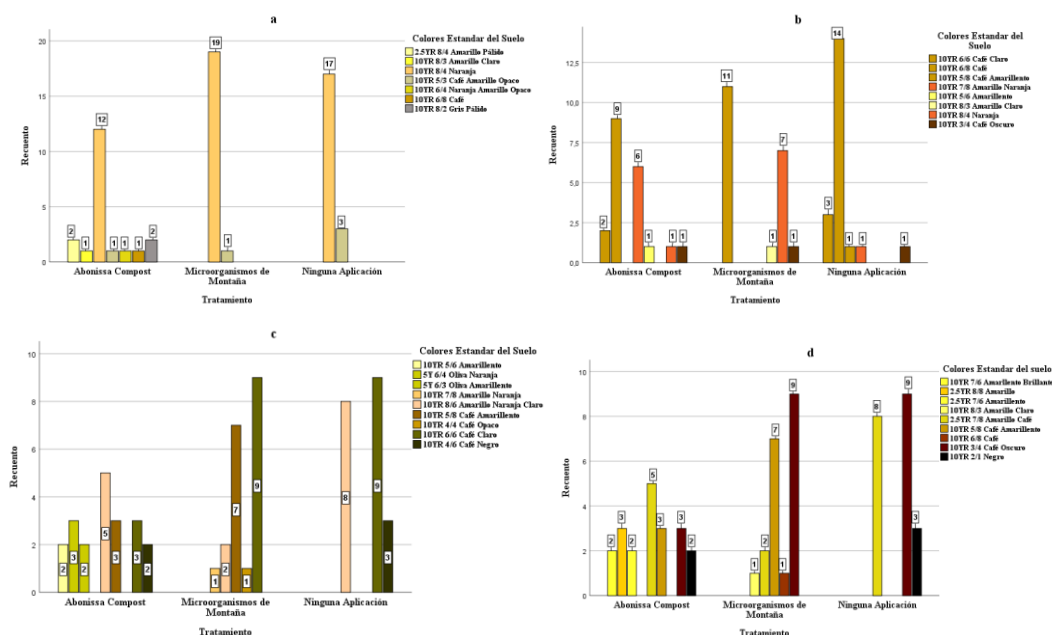 a
Colores Estandar del Suelo
2.5YR 8/4 Amarillo Pálido
10YR 8/3 Amarillo Claro
10YR 8/4 Naranja
10YR 5/3 Café Amarillo Opaco
10YR 6/4 Naranja Amarillo Opaco
10YR 6/8 Café
10YR 8/2 Gris Pálido
Recuento
20
15
10
5
0
2
1
12
1
1
1
2
19
1
17
3
Abonissa Compost
Microorganismos de
Montaña
Ninguna Aplicación
Tratamiento
b
Colores Estandar del
Suelo
10YR 6/6 Café Claro
10YR 6/8 Café
10YR 5/8 Café Amarillento
10YR 7/8 Amarillo Naranja
10YR 5/6 Amarillento
10YR 8/3 Amarillo Claro
10YR 8/4 Naranja
10YR 3/4 Café Oscuro
Recuento
12,5
10,0
7,5
5,0
2,5
0,0
2
9
6
1
1
1
11
1
7
1
3
14
1
1
1
Abonissa Compost
Microorganismos de
Montaña
Ninguna Aplicación
Tratamiento
c
Colores Estandar del Suelo
10YR 5/6 Amarillento
5Y 6/4 Oliva Naranja
5Y 6/3 Oliva Amarillento
10YR 7/8 Amarillo Naranja
10YR 8/6 Amarillo Naranja Claro
10YR 5/8 Café Amarillento
10YR 4/4 Café Opaco
10YR 6/6 Café Claro
10YR 4/6 Café Negro
Recuento
10
8
6
4
2
0
2
3
2
5
3
3
2
1
2
7
1
9
8
9
3
Abonissa Compost
Microorganismos de
Montaña
Ninguna Aplicación
Tratamiento
d
Colores Estandar del suelo
10YR 7/6 Amarllento Brillante
2.5YR 8/8 Amarillo
2.5YR 7/6 Amarillento
10YR 8/3 Amarillo Claro
2.5YR 7/8 Amarillo Café
10YR 5/8 Café Amarillento
10YR 6/8 Café
10YR 3/4 Café Oscuro
10YR 2/1 Negro
Recuento
10
8
6
4
2
0
2
3
2
5
3
3
2
1
2
7
1
9
8
9
3
Abonissa Compost
Microorganismos de
Montaña
Ninguna Aplicación
Tratamiento